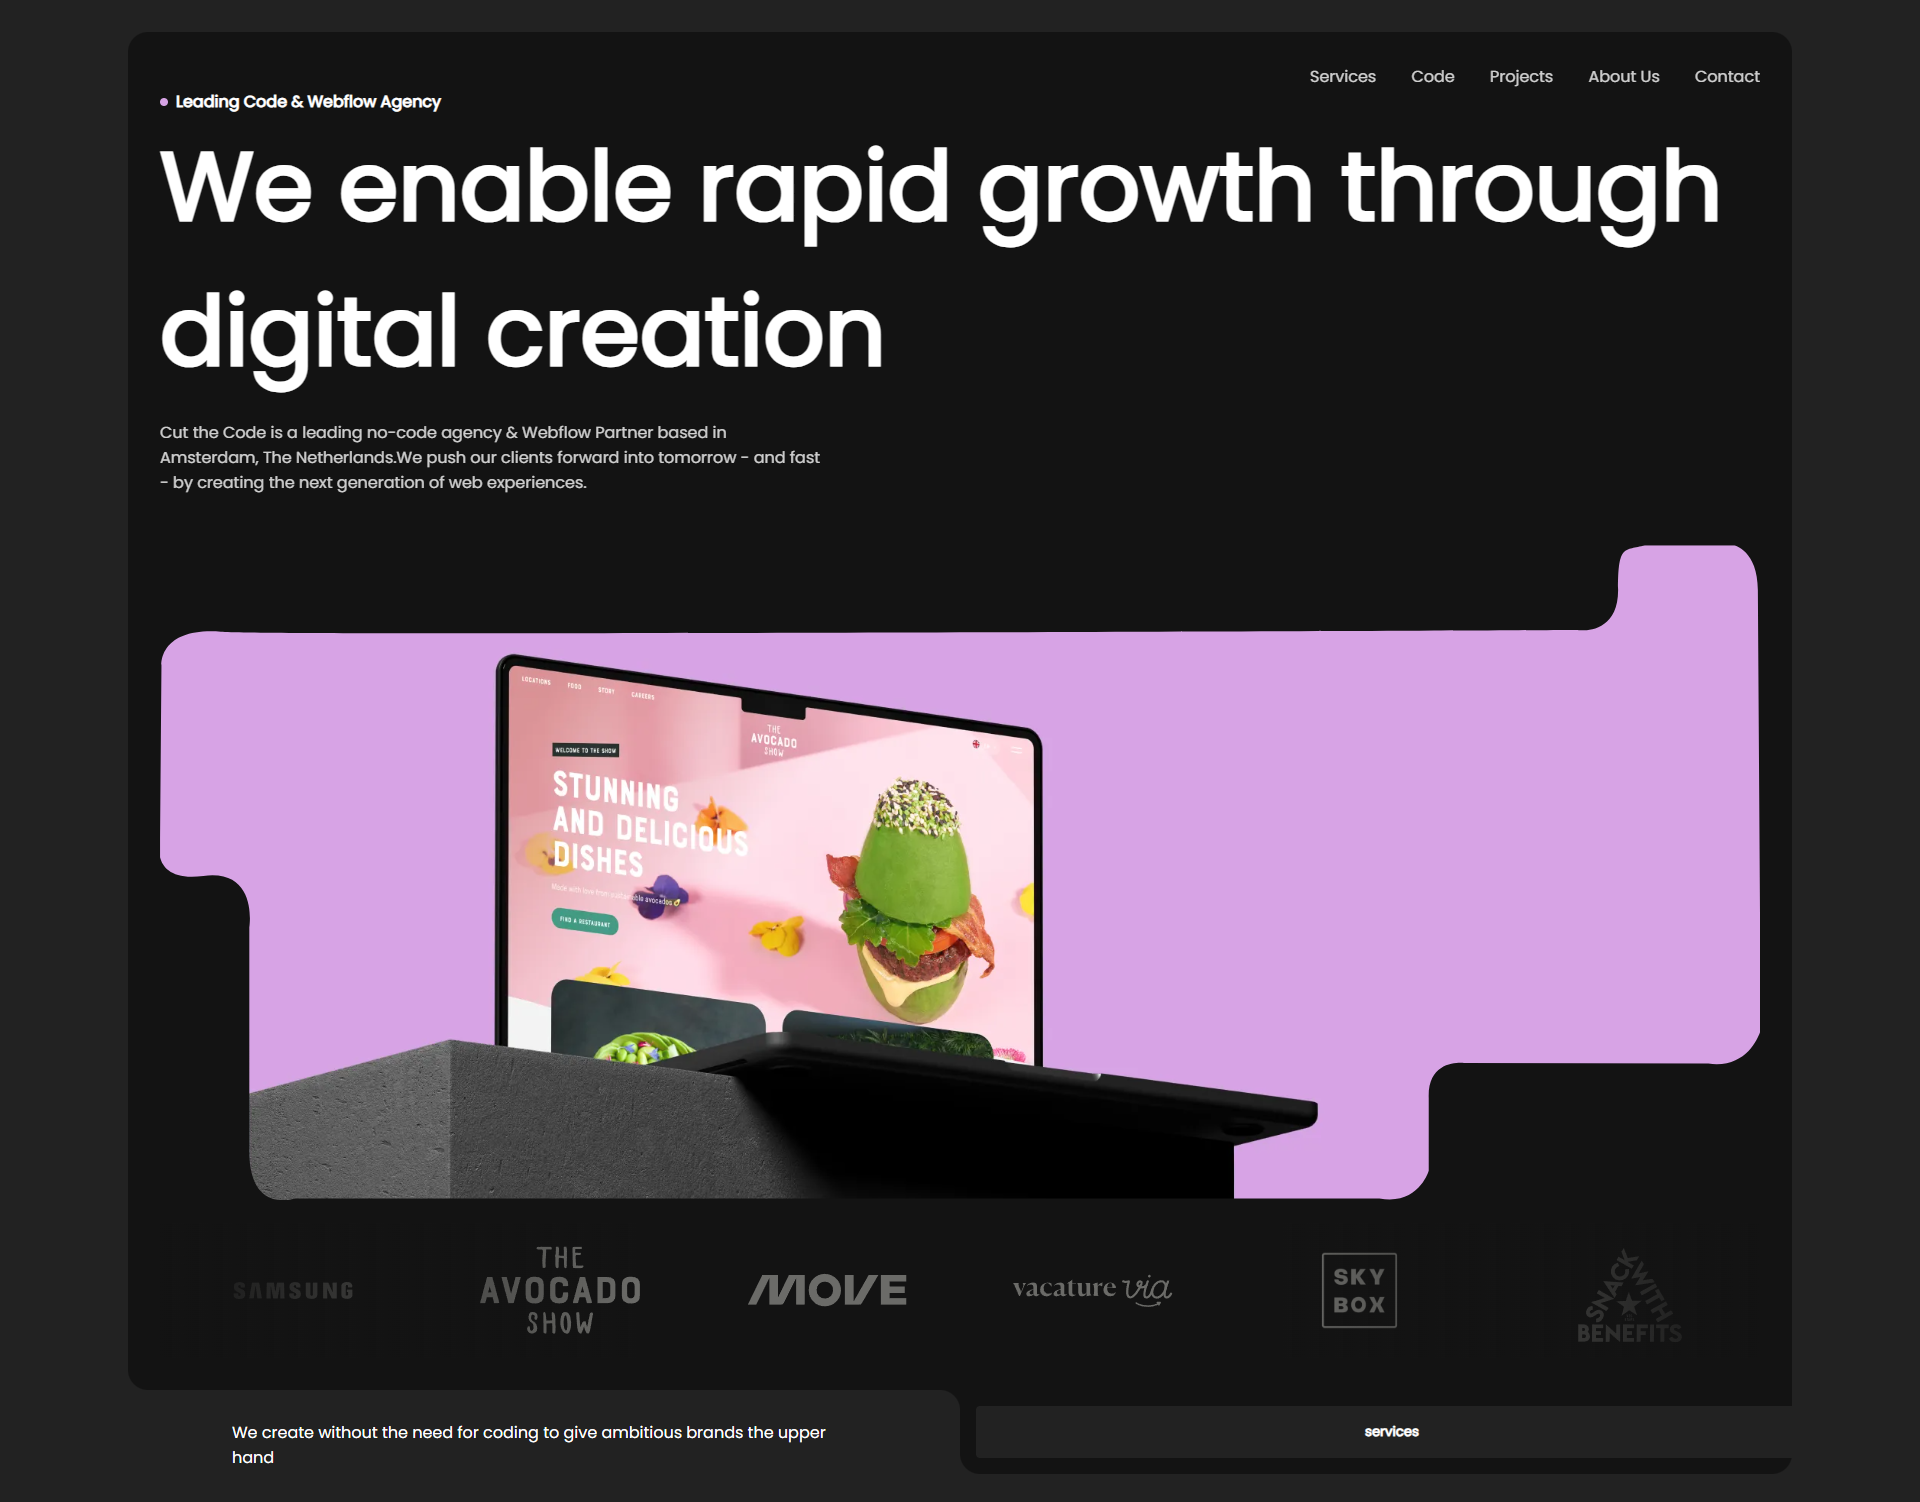 Services Code Projects About Us Contact
Leading Code & Webflow Agency
We enable rapid growth through
digital creation
Cut the Code is a leading no-code agency & Webflow Partner based in
Amsterdam, The Netherlands.We push our clients forward into tomorrow - and fast
- by creating the next generation of web experiences.
LOCATIONS FOOD STORY CAREERS
THE
AVOCADO
SHOW
WELCOME TO THE SHOW
STUNNING
AND DELICIOUS
DISHES
Made with love from sustainable avocados
FIND A RESTAURANT
SAMSUNG
THE
AVOCADO
SHOW
MOVE
vacature via
SKY
BOX
SNACK WITH
BENEFITS
We create without the need for coding to give ambitious brands the upper
hand
services